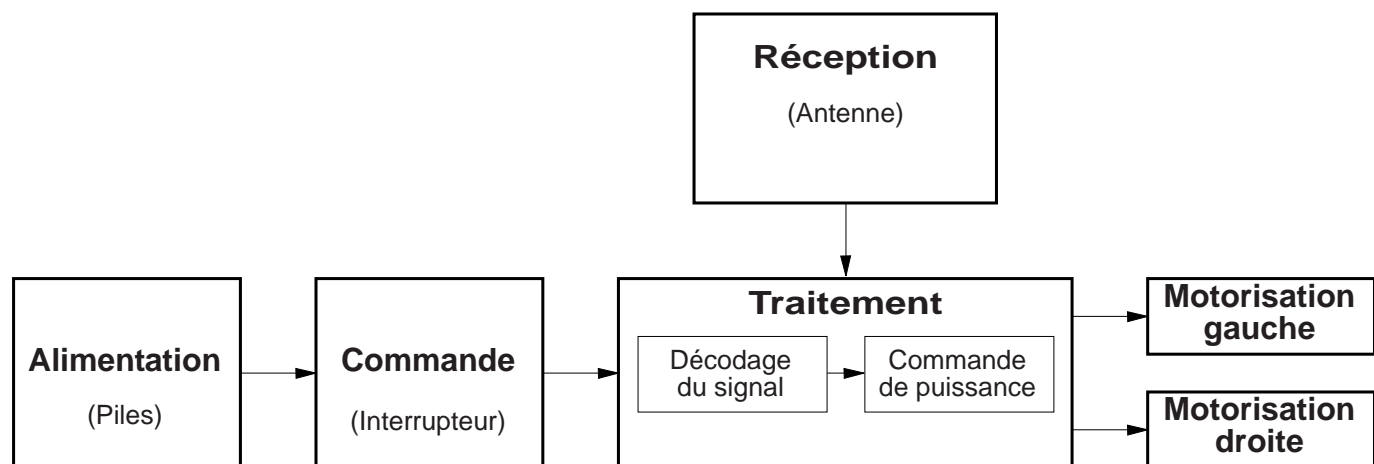 Réception
(Antenne)
Alimentation
(Piles)
Commande
(Interrupteur)
Traitement
Décodage
du signal
Commande
de puissance
Motorisation
gauche
Motorisation
droite